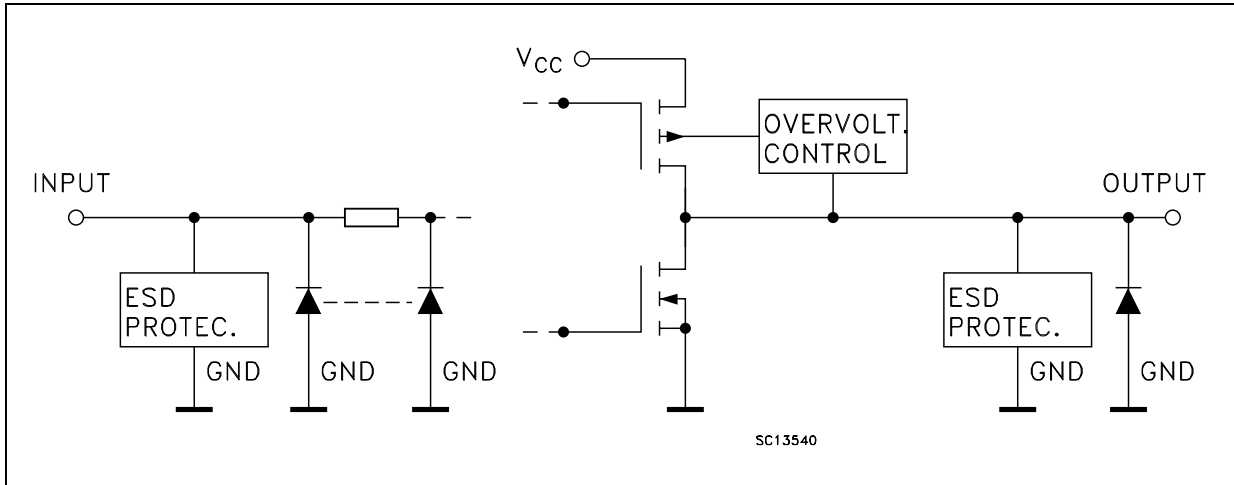 VCC
OVERVOLT.
CONTROL
INPUT
OUTPUT
ESD
PROTEC.
GND
GND
GND
ESD
PROTEC.
GND
GND
SC13540